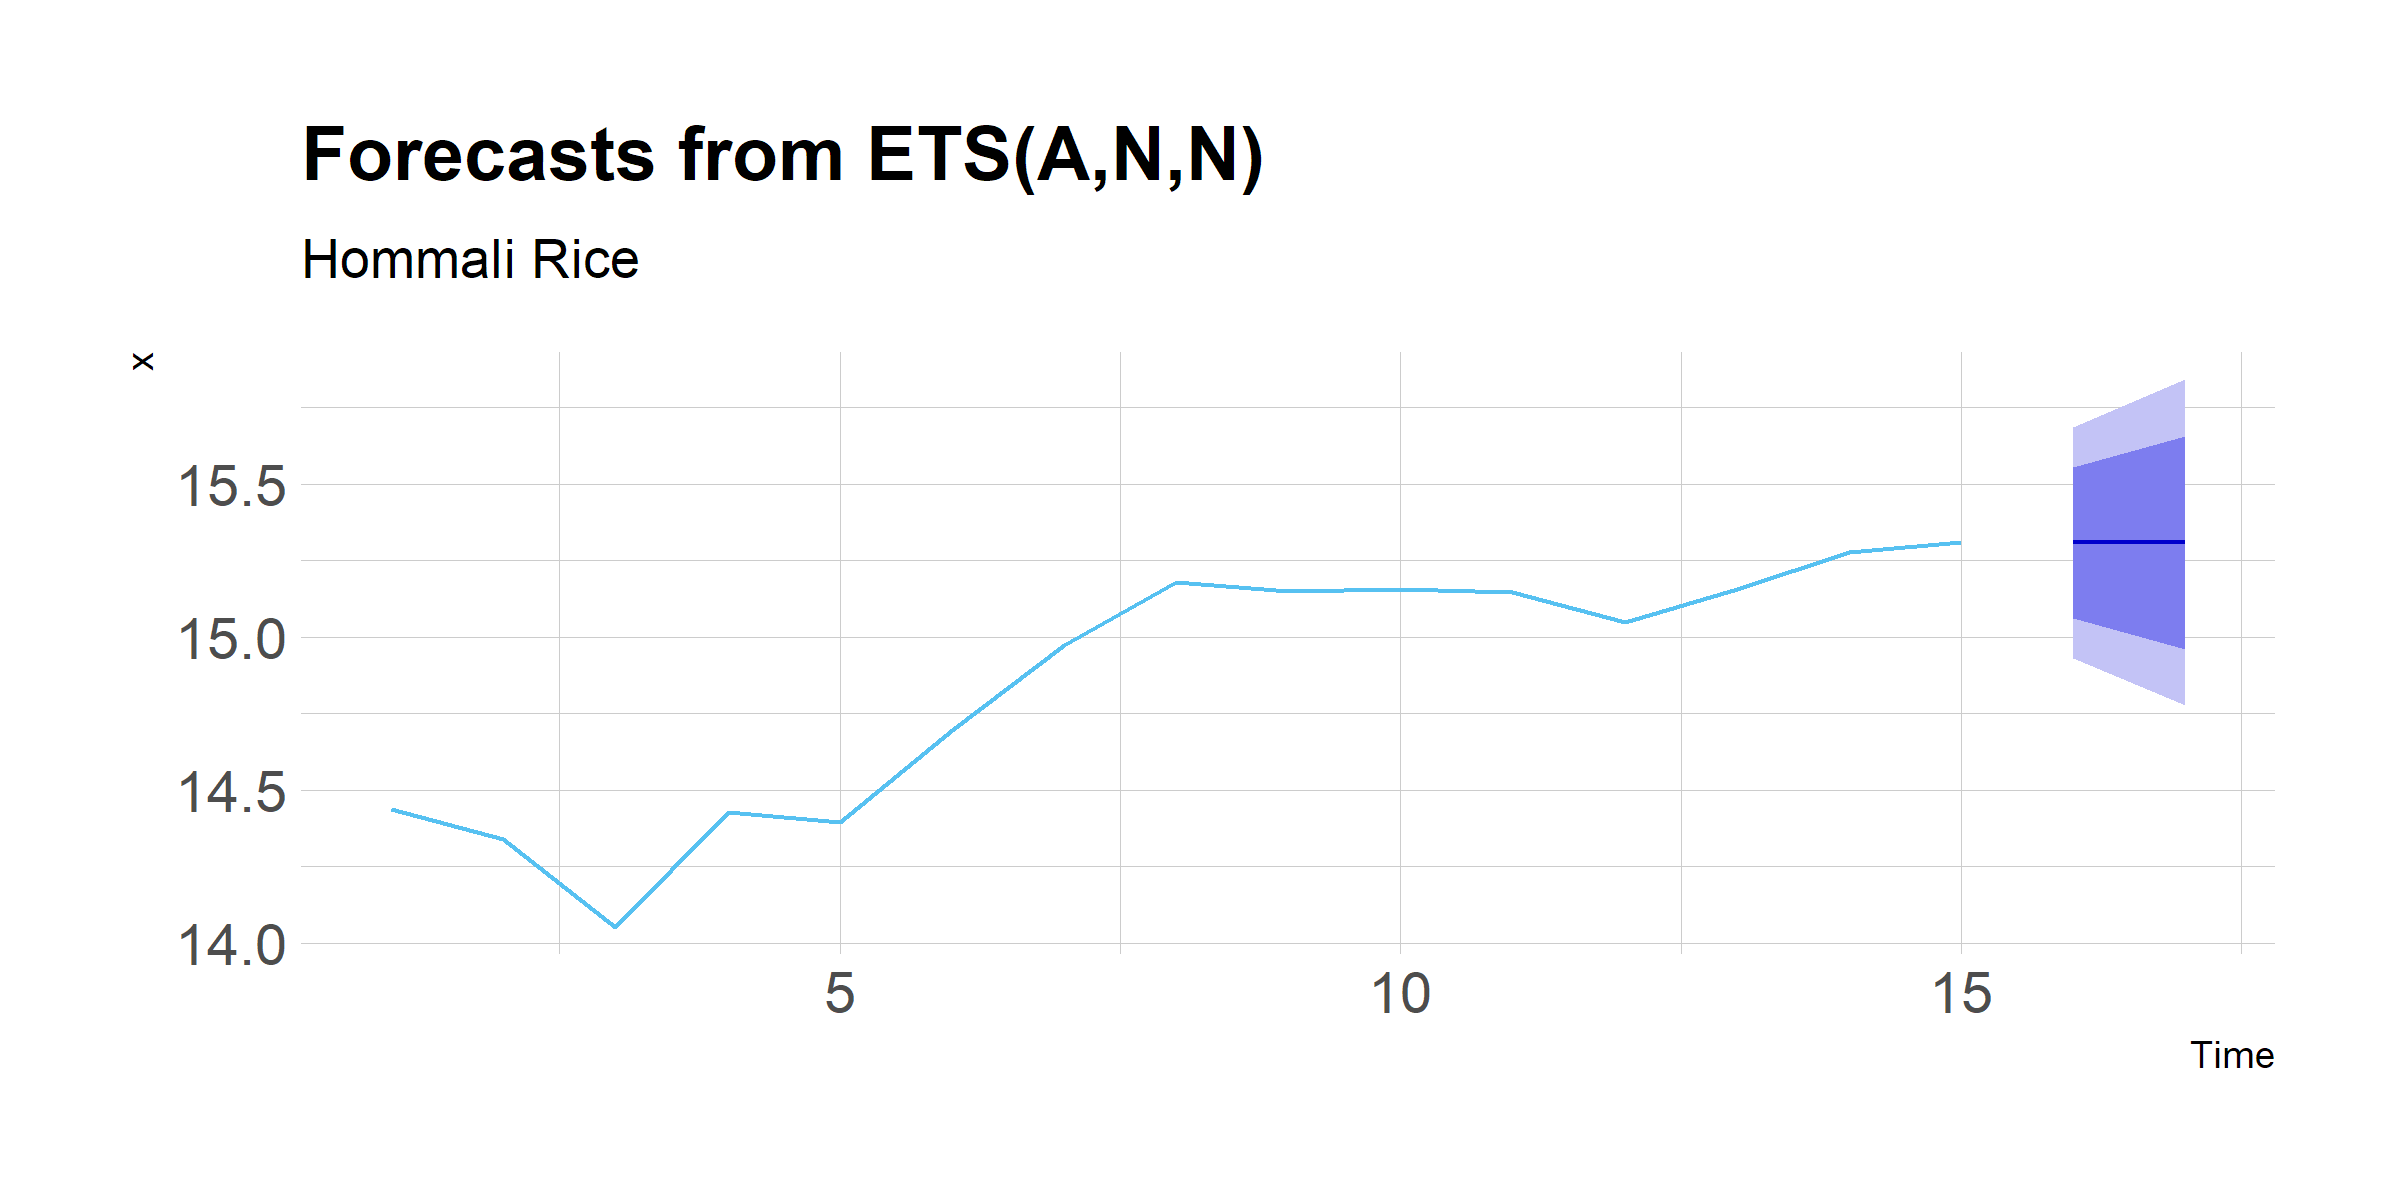 Forecasts from ETS(A,N,N)
Hommali Rice
x
15.5
15.0
14.5
14.0
5 10 15
Time